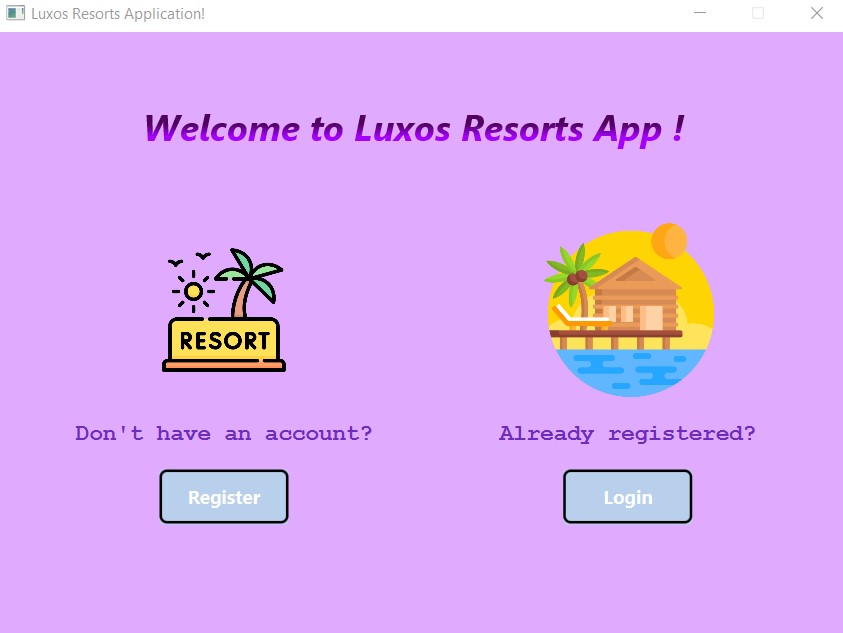 Luxos Resorts Application!
Welcome to Luxos Resorts App !
RESORT
Don't have an account?
Already registered?
Register
Login